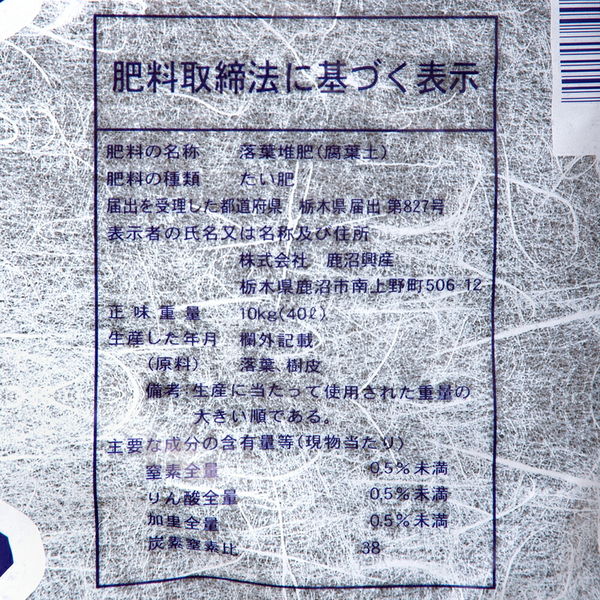 肥料取締法に基づく表示
肥料の名称 落葉堆肥(腐葉土)
肥料の種類 たい肥
届出を受理した都道府県 栃木県届出 第827号
表示者の氏名又は名称及び住所
株式会社 鹿沼興産
栃木県鹿沼市南上野町506-12
正味重量 10kg(40ℓ)
生産した年月 欄外記載
(原料) 落葉、樹皮
備考:生産に当たって使用された重量の
大きい順である。
主要な成分の含有量等(現物当たり)
窒素全量 0.5%未満
りん酸全量 0.5%未満
加里全量 0.5%未満
炭素窒素比 38